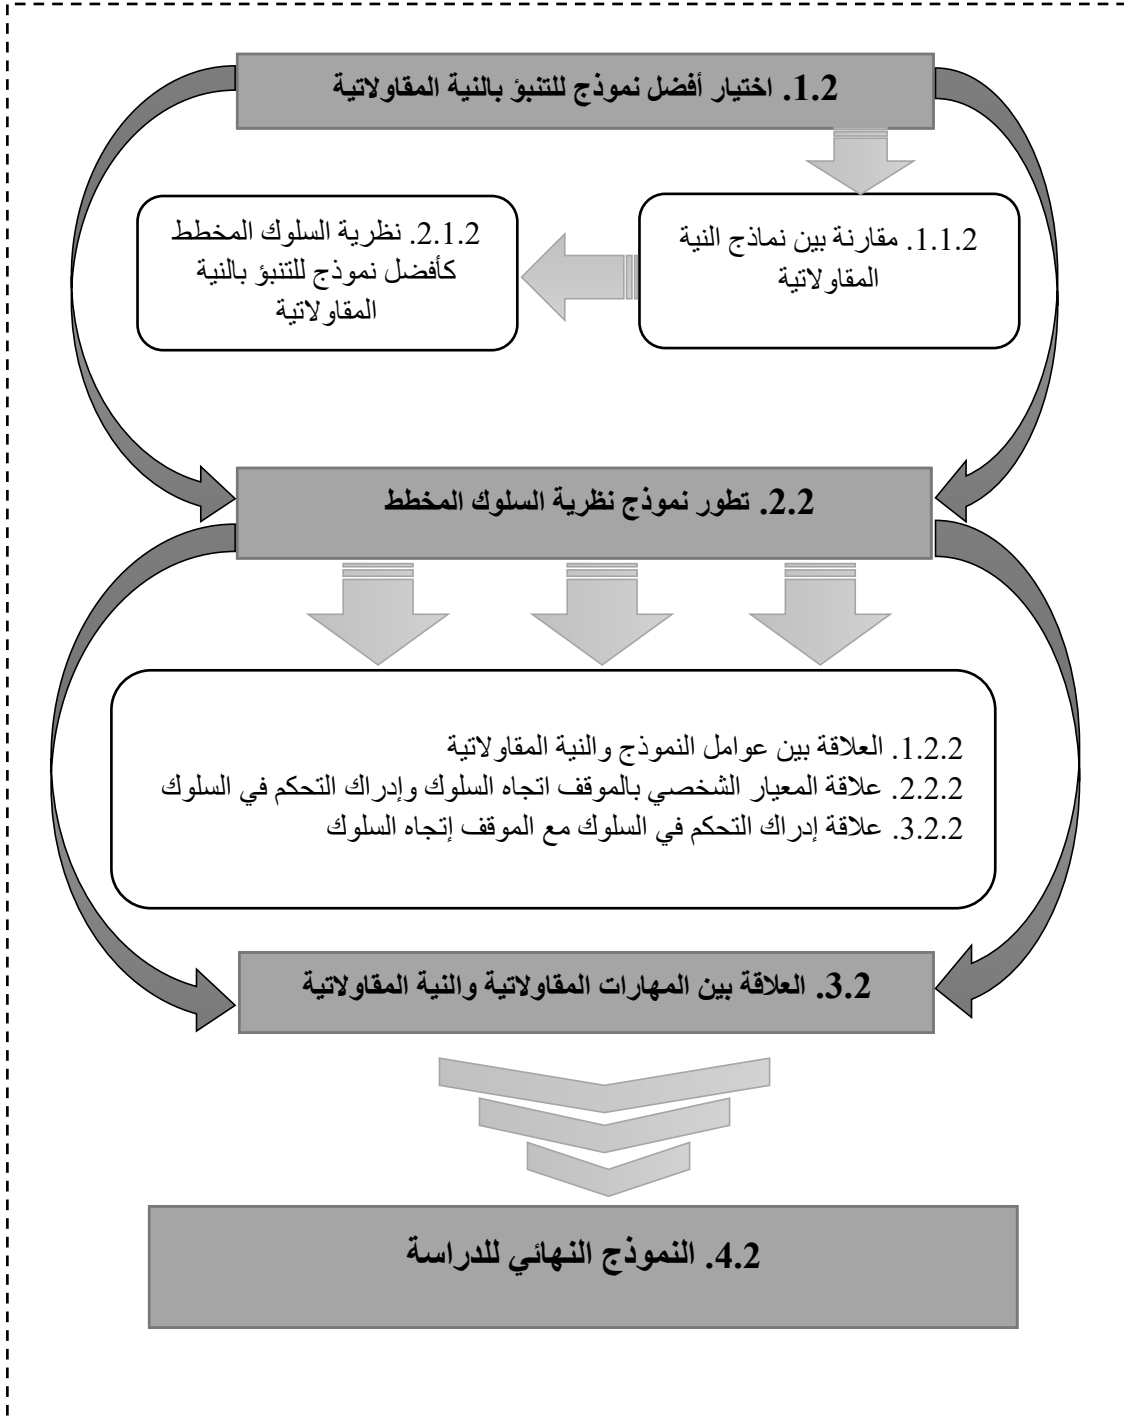 1.2. اختيار أفضل نموذج للتنبؤ بالنية المقاولاتية
1.1.2. مقارنة بين نماذج النية
المقاولاتية
2.1.2. نظرية السلوك المخطط
كأفضل نموذج للتنبؤ بالنية
المقاولاتية
2.2. تطور نموذج نظرية السلوك المخطط
1.2.2. العلاقة بين عوامل النموذج والنية المقاولاتية
2.2.2. علاقة المعيار الشخصي بالموقف اتجاه السلوك وإدراك التحكم في السلوك
3.2.2. علاقة إدراك التحكم في السلوك مع الموقف إتجاه السلوك
3.2. العلاقة بين المهارات المقاولاتية والنية المقاولاتية
4.2. النموذج النهائي للدراسة